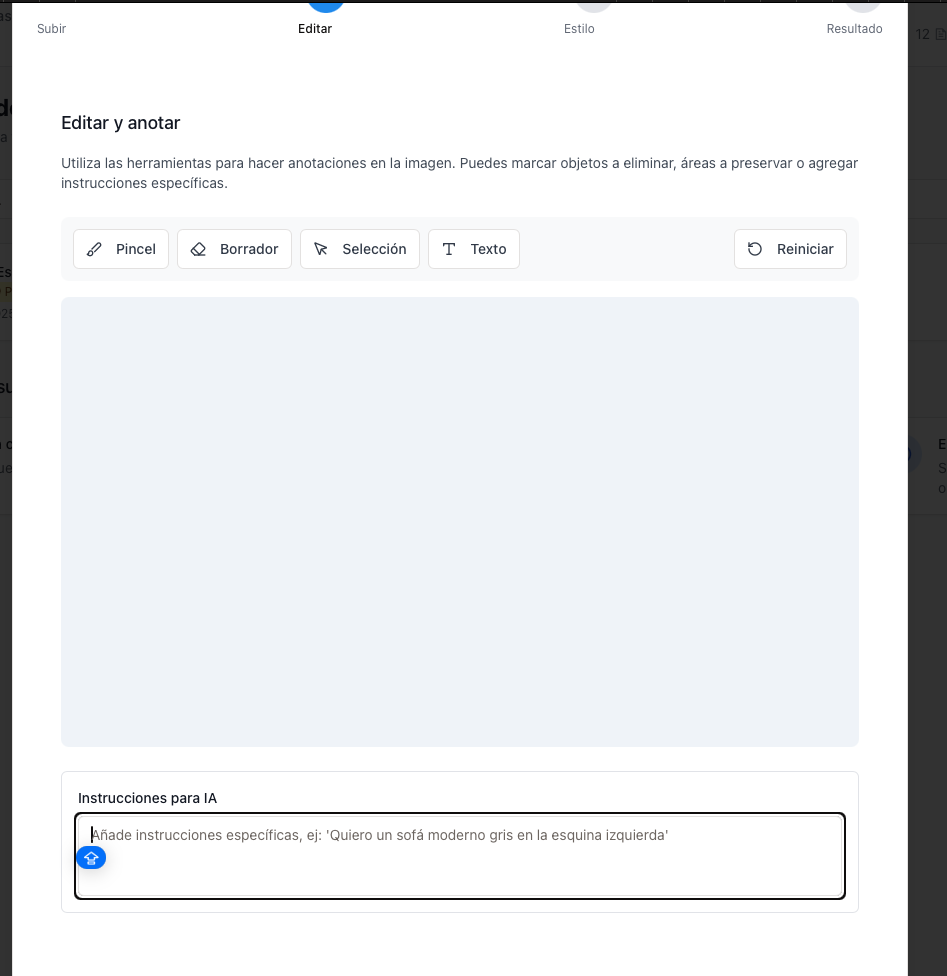 Subir
Editar
Estilo
Resultado
12
Editar y anotar
Utiliza las herramientas para hacer anotaciones en la imagen. Puedes marcar objetos a eliminar, áreas a preservar o agregar
instrucciones específicas.
Pincel
Borrador
Selección
Texto
Reiniciar
Instrucciones para IA
Añade instrucciones específicas, ej: 'Quiero un sofá moderno gris en la esquina izquierda'